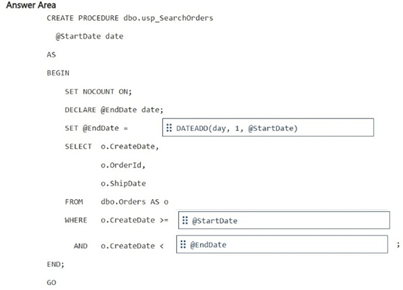 Answer Area
CREATE PROCEDURE dbo.usp_SearchOrders
@StartDate date
AS
BEGIN
SET NOCOUNT ON;
DECLARE @EndDate date;
SET @EndDate = DATEADD(day, 1, @StartDate)
SELECT o.CreateDate,
o.OrderId,
o.ShipDate
FROM dbo.Orders AS o
WHERE o.CreateDate >= @StartDate
AND o.CreateDate < @EndDate ;
END;
GO